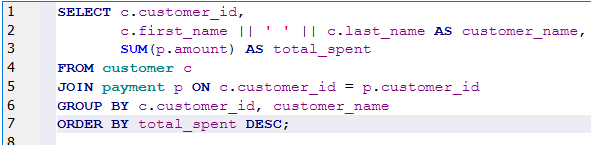 1 SELECT c.customer_id,
2 c.first_name || ' ' || c.last_name AS customer_name,
3 SUM(p.amount) AS total_spent
4 FROM customer c
5 JOIN payment p ON c.customer_id = p.customer_id
6 GROUP BY c.customer_id, customer_name
7 ORDER BY total_spent DESC;
8